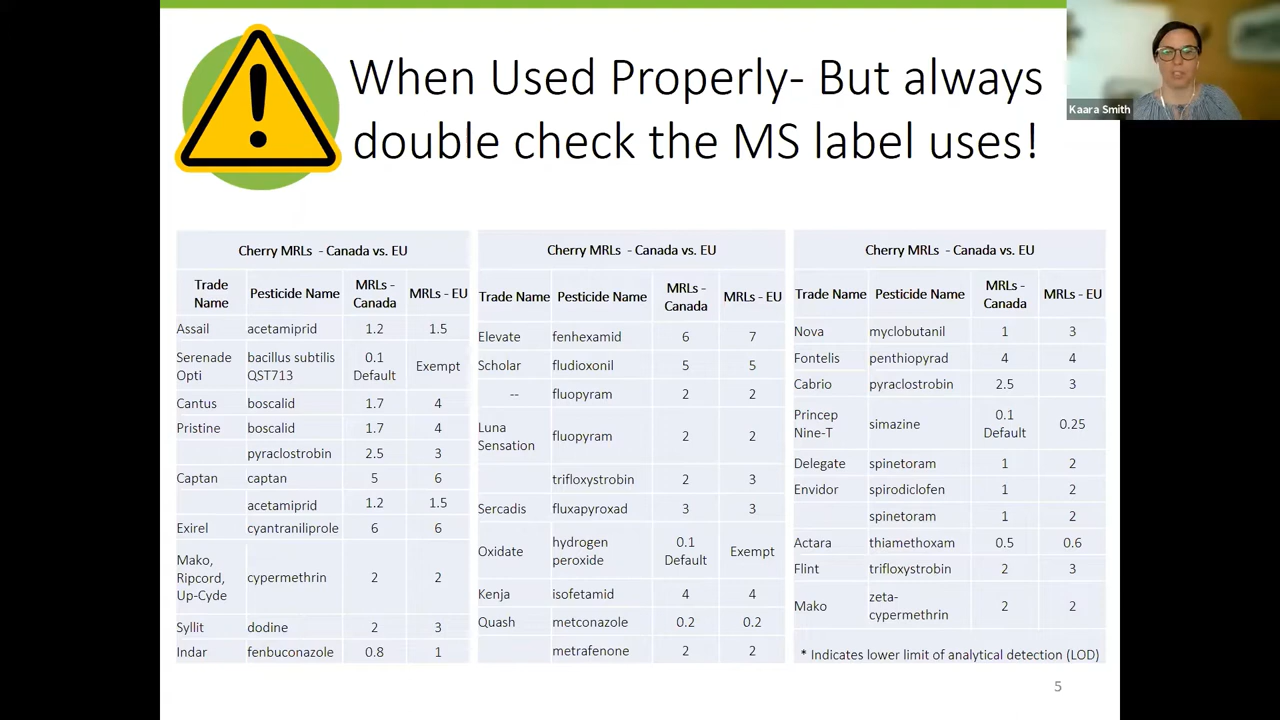 When Used Properly- But always
double check the MS label uses!
Kaara Smith
Cherry MRLs - Canada vs. EU
Trade Name Pesticide Name MRLs - Canada MRLs - EU
Assail acetamiprid 1.2 1.5
Serenade Opti bacillus subtilis QST713 0.1 Default Exempt
Cantus boscalid 1.7 4
Pristine boscalid 1.7 4
pyraclostrobin 2.5 3
Captan captan 5 6
acetamiprid 1.2 1.5
Exirel cyantraniliprole 6 6
Mako, Ripcord, Up-Cyde cypermethrin 2 2
Syllit dodine 2 3
Indar fenbuconazole 0.8 1
Cherry MRLs - Canada vs. EU
Trade Name Pesticide Name MRLs - Canada MRLs - EU
Elevate fenhexamid 6 7
Scholar fludioxonil 5 5
-- fluopyram 2 2
Luna Sensation fluopyram 2 2
trifloxystrobin 2 3
Sercadis fluxapyroxad 3 3
Oxidate hydrogen peroxide 0.1 Default Exempt
Kenja isofetamid 4 4
Quash metconazole 0.2 0.2
metrafenone 2 2
Cherry MRLs - Canada vs. EU
Trade Name Pesticide Name MRLs - Canada MRLs - EU
Nova myclobutanil 1 3
Fontelis penthiopyrad 4 4
Cabrio pyraclostrobin 2.5 3
Princep Nine-T simazine 0.1 Default 0.25
Delegate spinetoram 1 2
Envidor spirodiclofen 1 2
spinetoram 1 2
Actara thiamethoxam 0.5 0.6
Flint trifloxystrobin 2 3
Mako zeta-cypermethrin 2 2
* Indicates lower limit of analytical detection (LOD)
5